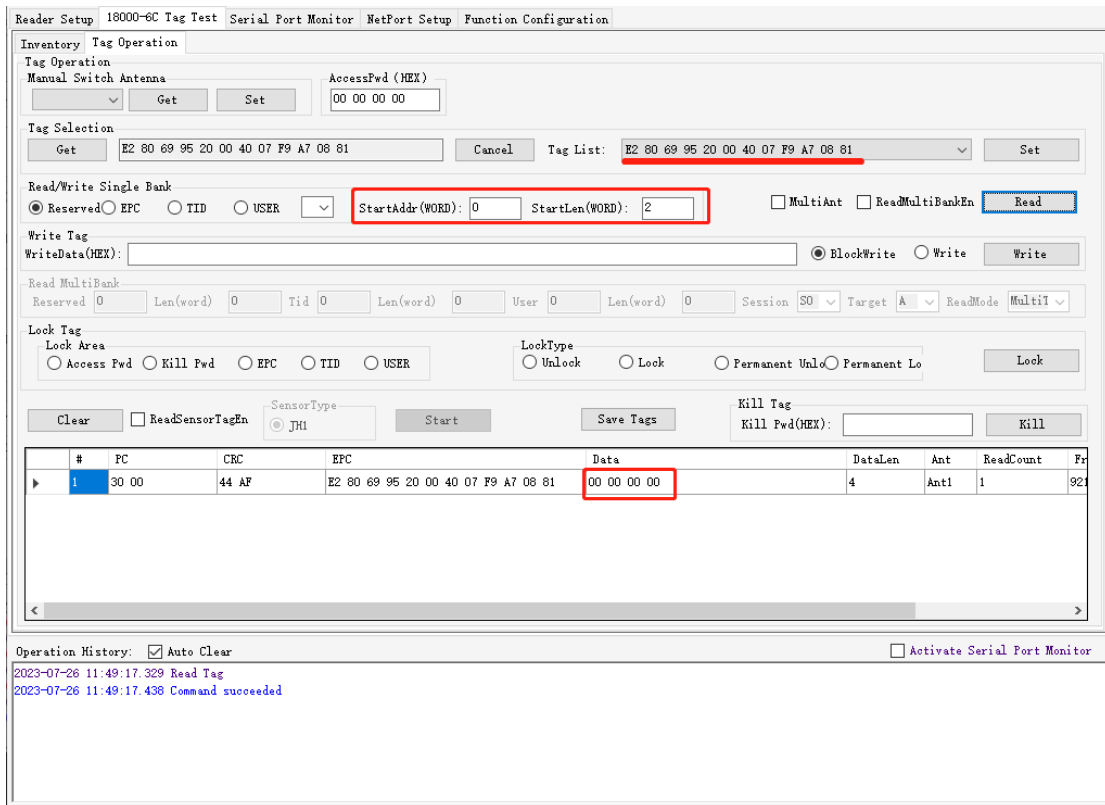 Reader Setup 18000-6C Tag Test Serial Port Monitor NetPort Setup Function Configuration
Inventory Tag Operation
Tag Operation
Manual Switch Antenna AccessPwd (HEX)
Get Set 00 00 00 00
Tag Selection
Get E2 80 69 95 20 00 40 07 F9 A7 08 81 Cancel Tag List: E2 80 69 95 20 00 40 07 F9 A7 08 81 Set
Read/Write Single Bank
Reserved EPC TID USER StartAddr(WORD): 0 StartLen(WORD): 2 MultiAnt ReadMultiBankEn Read
Write Tag
WriteData(HEX): BlockWrite Write Write
Read MultiBank
Reserved 0 Len(word) 0 Tid 0 Len(word) 0 User 0 Len(word) 0 Session S0 Target A ReadMode MultiT
Lock Tag
Lock Area LockType
Access Pwd Kill Pwd EPC TID USER Unlock Lock Permanent Unlo Permanent Lo Lock
Clear ReadSensorTagEn SensorType JH1 Start Save Tags Kill Tag
Kill Pwd(HEX): Kill
# PC CRC EPC Data DataLen Ant ReadCount Fr
1 30 00 44 AF E2 80 69 95 20 00 40 07 F9 A7 08 81 00 00 00 00 4 Ant1 1 921
Operation History: Auto Clear Activate Serial Port Monitor
2023-07-26 11:49:17.329 Read Tag
2023-07-26 11:49:17.438 Command succeeded